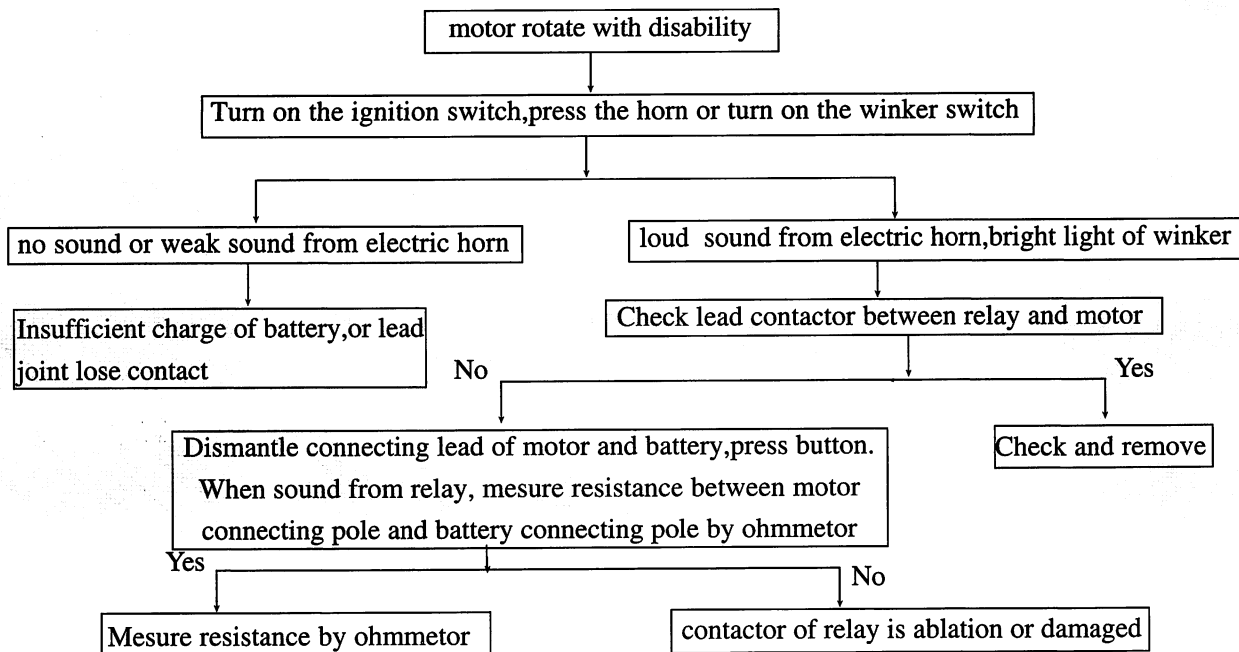 motor rotate with disability
Turn on the ignition switch,press the horn or turn on the winker switch
no sound or weak sound from electric horn
loud sound from electric horn,bright light of winker
Insufficient charge of battery,or lead
joint lose contact
Check lead contactor between relay and motor
No
Yes
Dismantle connecting lead of motor and battery,press button.
When sound from relay, mesure resistance between motor
connecting pole and battery connecting pole by ohmmetor
Check and remove
Yes
No
Mesure resistance by ohmmetor
contactor of relay is ablation or damaged